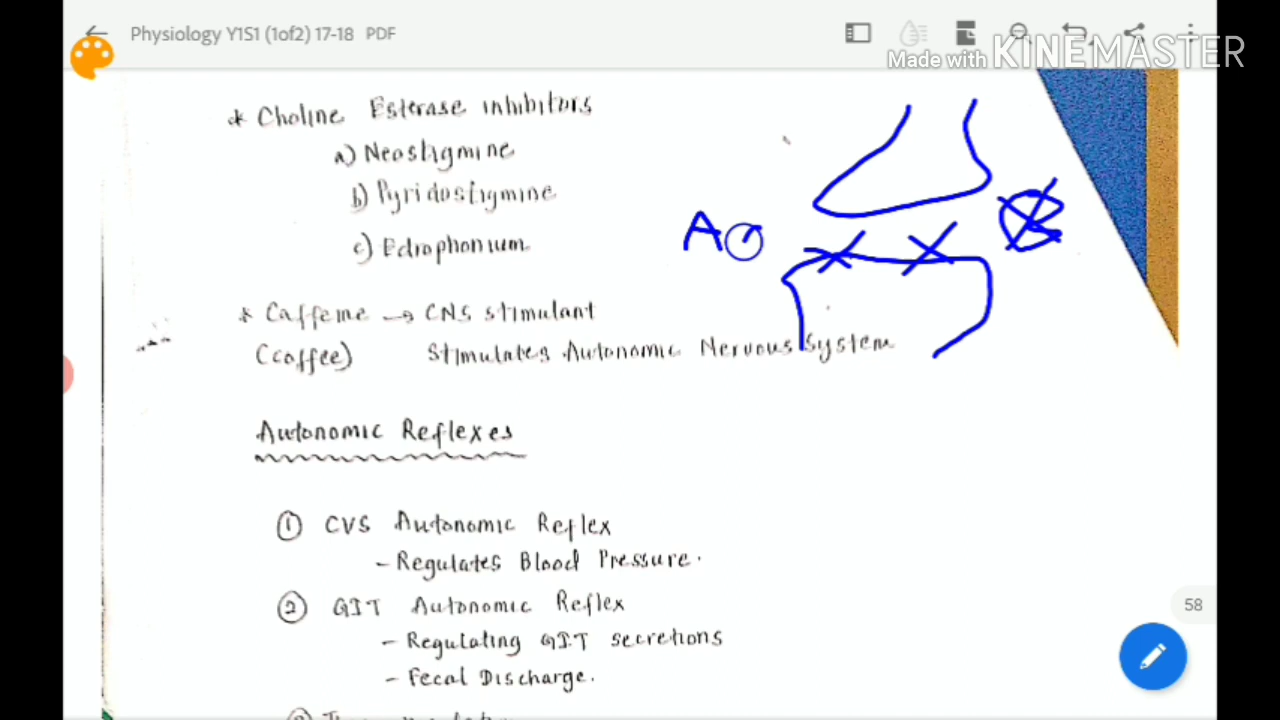 Physiology Y1S1 (1of2) 17-18 PDF
Made with KINEMASTER
* Choline Esterase inhibitors
a) Neostigmine
b) Pyridostigmine
c) Edrophonium
A
* Caffeine → CNS stimulant
(coffee) Stimulates Autonomic Nervous System
Autonomic Reflexes
① CVS Autonomic Reflex
- Regulates Blood Pressure.
② GIT Autonomic Reflex
- Regulating GIT secretions
- Fecal Discharge.
58